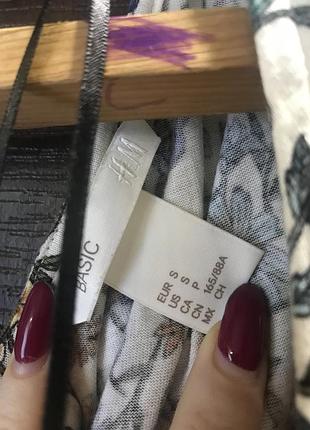 H&M
BASIC
EUR S
US S
CA P
CN 165/88A
MX CH